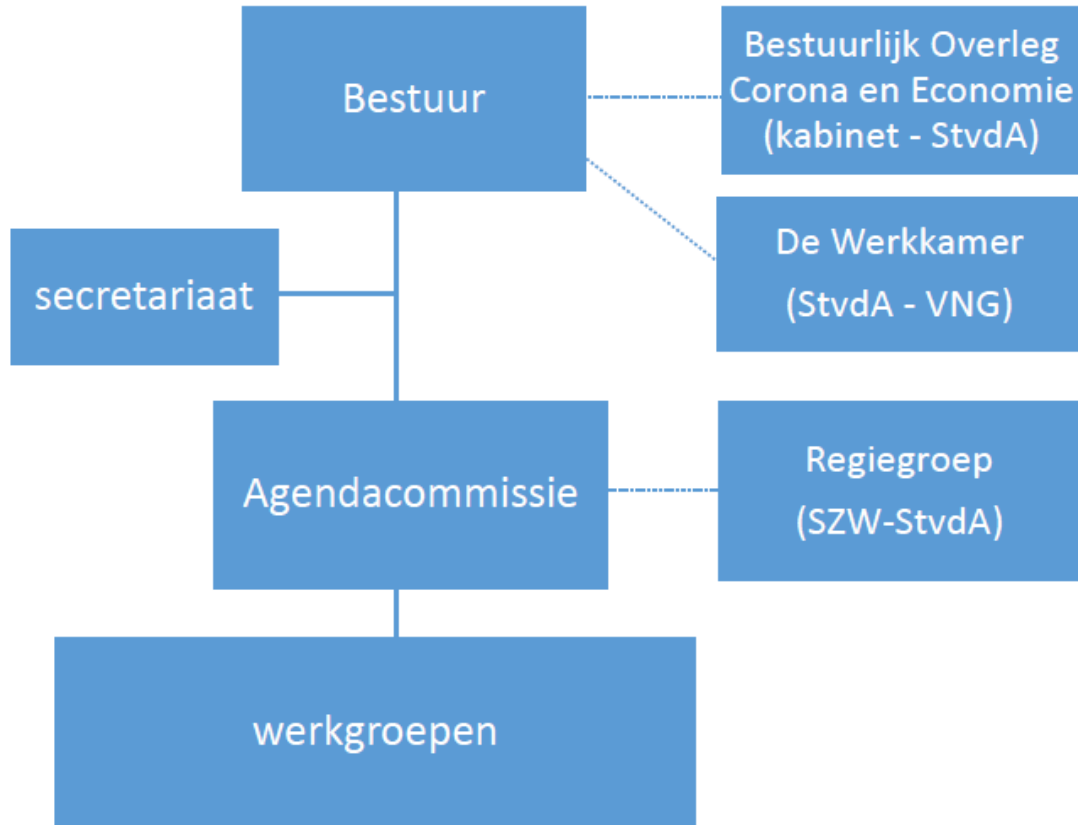 Bestuur
Bestuurlijk Overleg
Corona en Economie
(kabinet - StvdA)
De Werkkamer
(StvdA - VNG)
secretariaat
Agendacommissie
Regiegroep
(SZW-StvdA)
werkgroepen